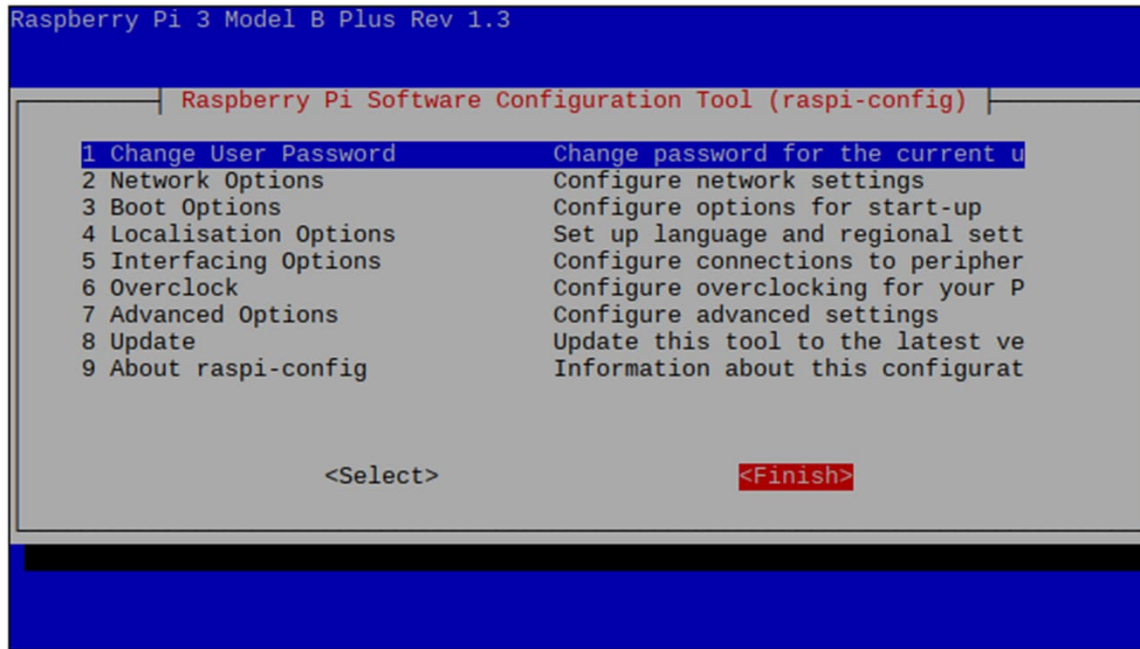 Raspberry Pi 3 Model B Plus Rev 1.3
Raspberry Pi Software Configuration Tool (raspi-config)
1 Change User Password Change password for the current u
2 Network Options Configure network settings
3 Boot Options Configure options for start-up
4 Localisation Options Set up language and regional sett
5 Interfacing Options Configure connections to peripher
6 Overclock Configure overclocking for your P
7 Advanced Options Configure advanced settings
8 Update Update this tool to the latest ve
9 About raspi-config Information about this configurat
<Select> <Finish>